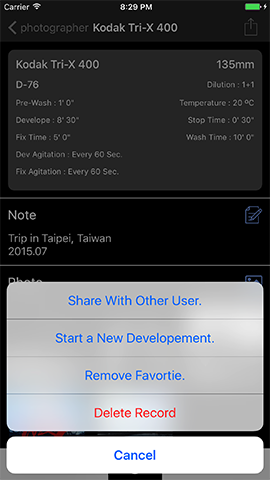 Carrier 8:29 PM
photographer Kodak Tri-X 400
Kodak Tri-X 400 135mm
D-76 Dilution : 1+1
Pre-Wash : 1' 0" Temperature : 20 ºC
Develope : 8' 30" Stop Time : 0' 30"
Fix Time : 5' 0" Wash Time : 10' 0"
Dev Agitation : Every 60 Sec.
Fix Agitation : Every 60 Sec.
Note
Trip in Taipei, Taiwan
2015.07
Photo
Share With Other User.
Start a New Developement.
Remove Favortie.
Delete Record
Cancel